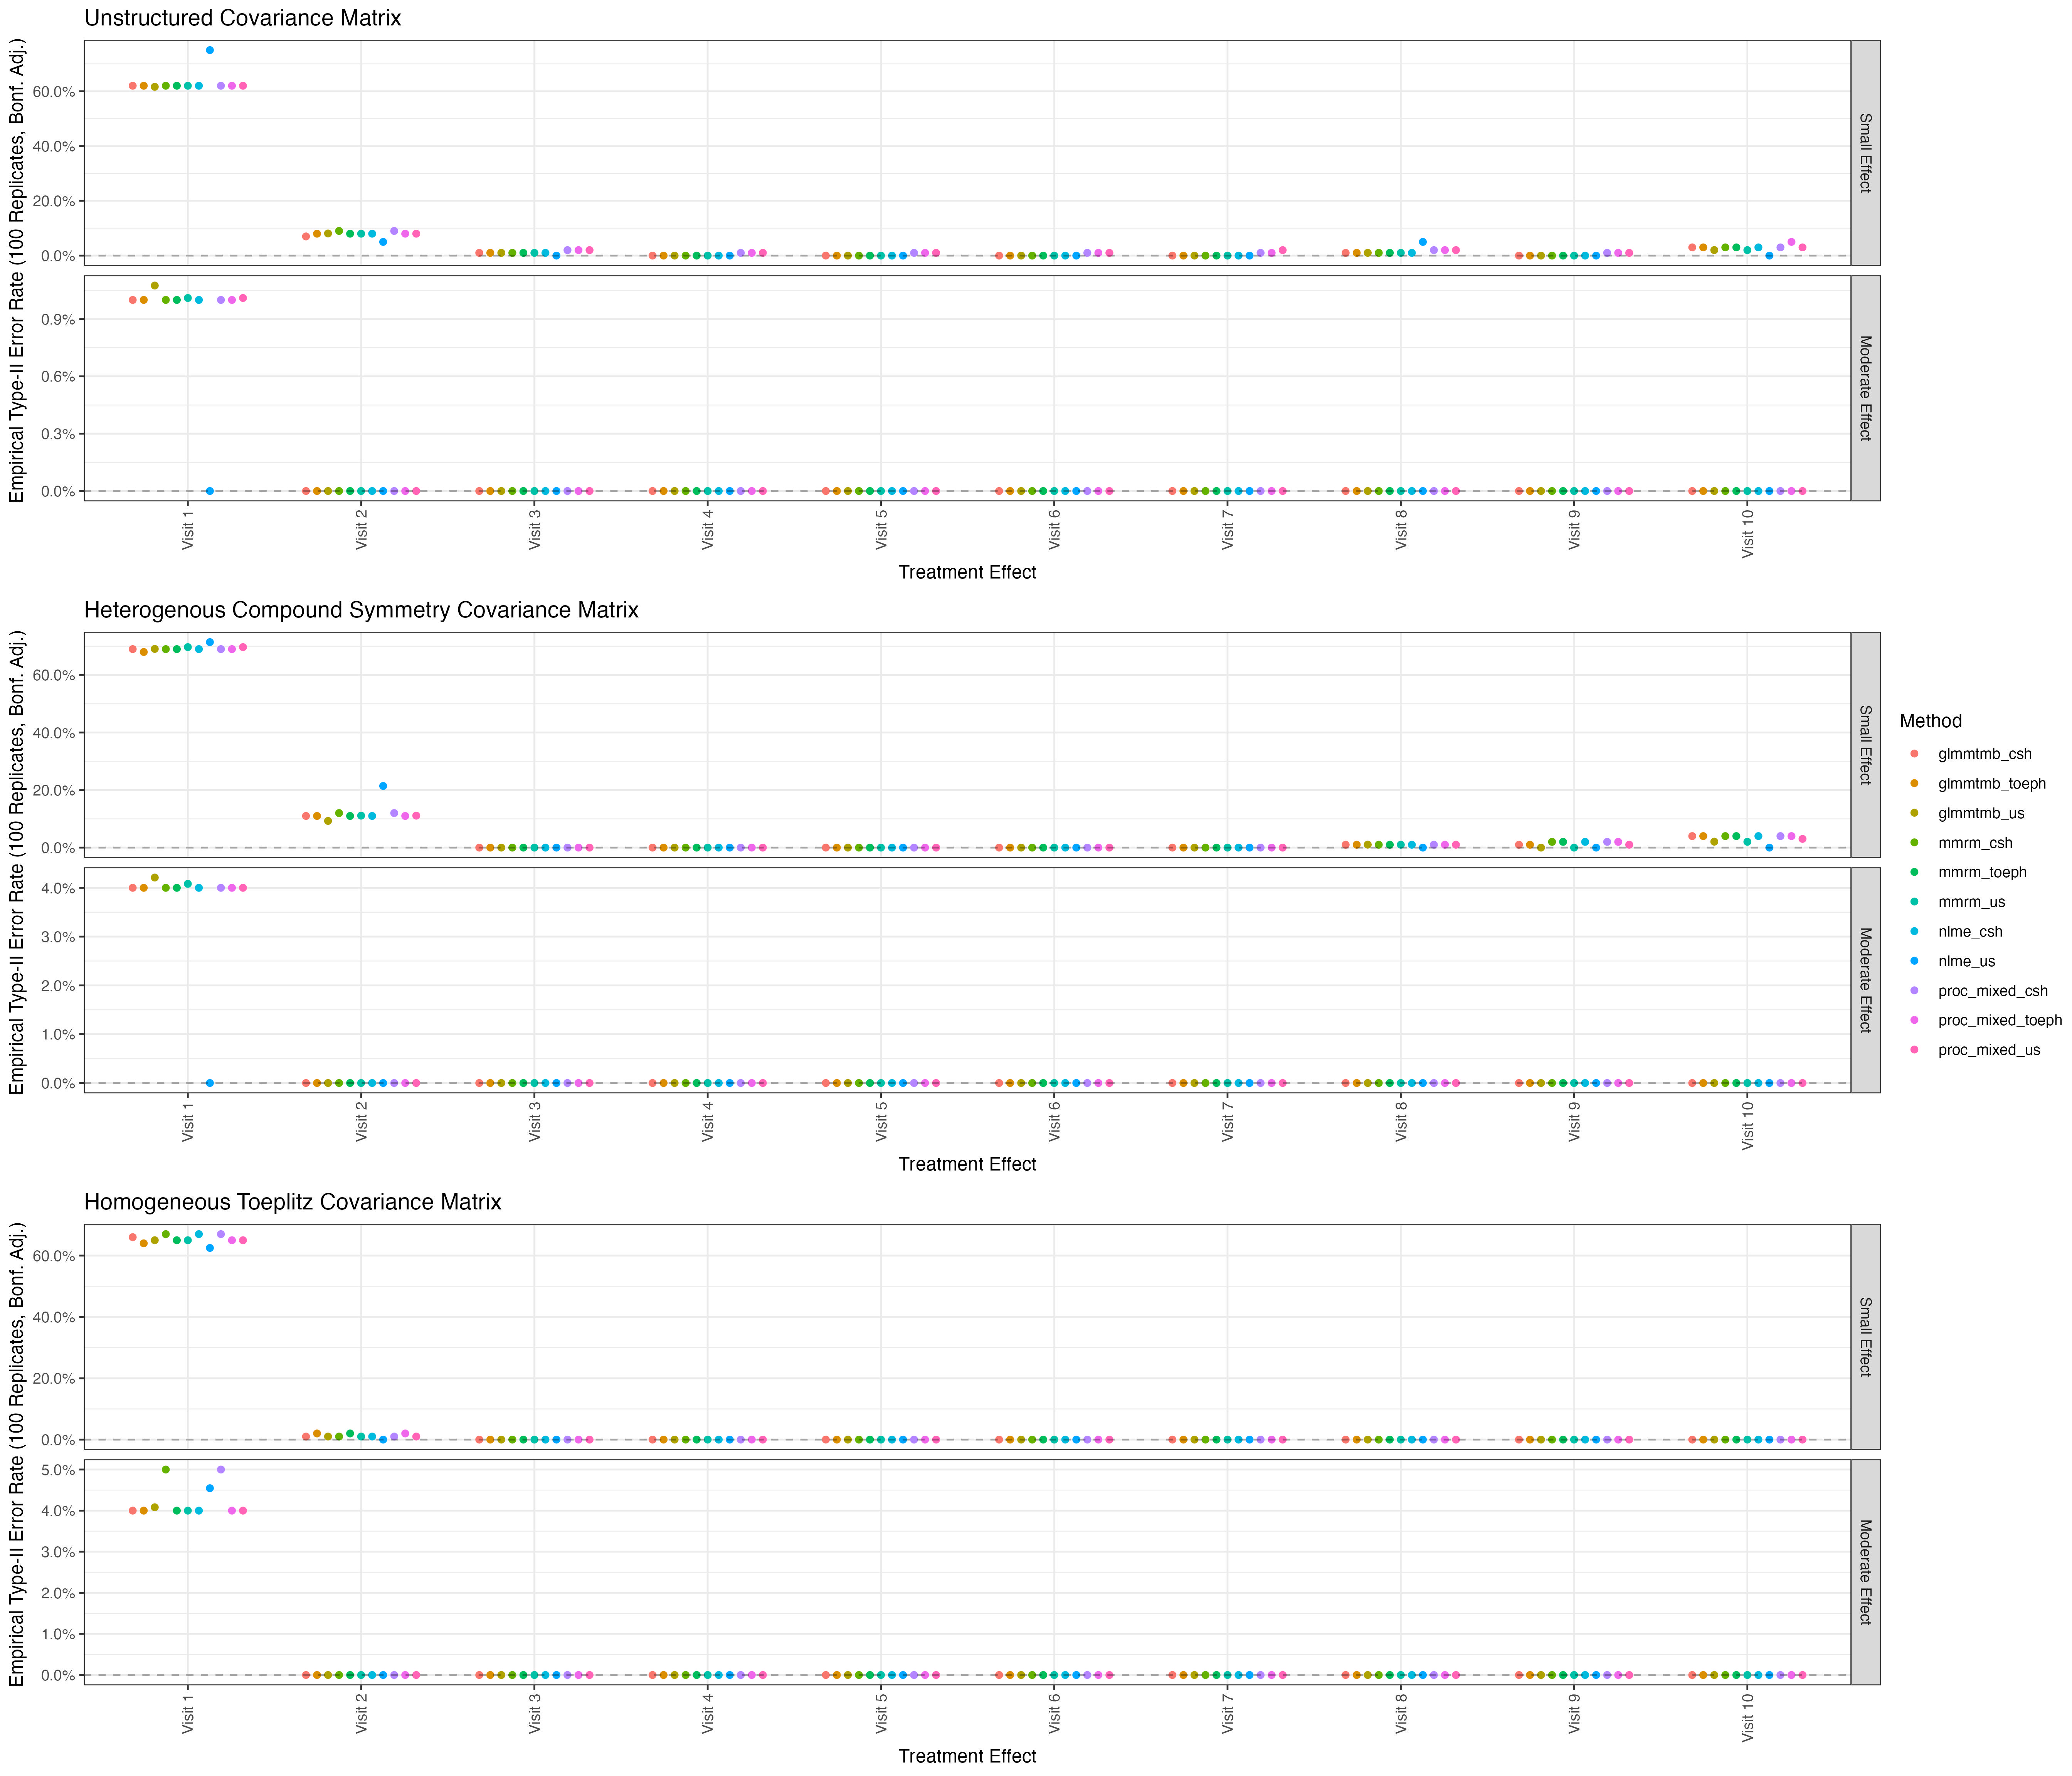 Unstructured Covariance Matrix
Empirical Type-II Error Rate (100 Replicates, Bonf. Adj.)
60.0%
40.0%
20.0%
0.0%
Small Effect
0.9%
0.6%
0.3%
0.0%
Moderate Effect
Visit 1
Visit 2
Visit 3
Visit 4
Visit 5
Visit 6
Visit 7
Visit 8
Visit 9
Visit 10
Treatment Effect
Heterogenous Compound Symmetry Covariance Matrix
Empirical Type-II Error Rate (100 Replicates, Bonf. Adj.)
60.0%
40.0%
20.0%
0.0%
Small Effect
4.0%
3.0%
2.0%
1.0%
0.0%
Moderate Effect
Visit 1
Visit 2
Visit 3
Visit 4
Visit 5
Visit 6
Visit 7
Visit 8
Visit 9
Visit 10
Treatment Effect
Method
glmmtmb_csh
glmmtmb_toeph
glmmtmb_us
mmrm_csh
mmrm_toeph
mmrm_us
nlme_csh
nlme_us
proc_mixed_csh
proc_mixed_toeph
proc_mixed_us
Homogeneous Toeplitz Covariance Matrix
Empirical Type-II Error Rate (100 Replicates, Bonf. Adj.)
60.0%
40.0%
20.0%
0.0%
Small Effect
5.0%
4.0%
3.0%
2.0%
1.0%
0.0%
Moderate Effect
Visit 1
Visit 2
Visit 3
Visit 4
Visit 5
Visit 6
Visit 7
Visit 8
Visit 9
Visit 10
Treatment Effect